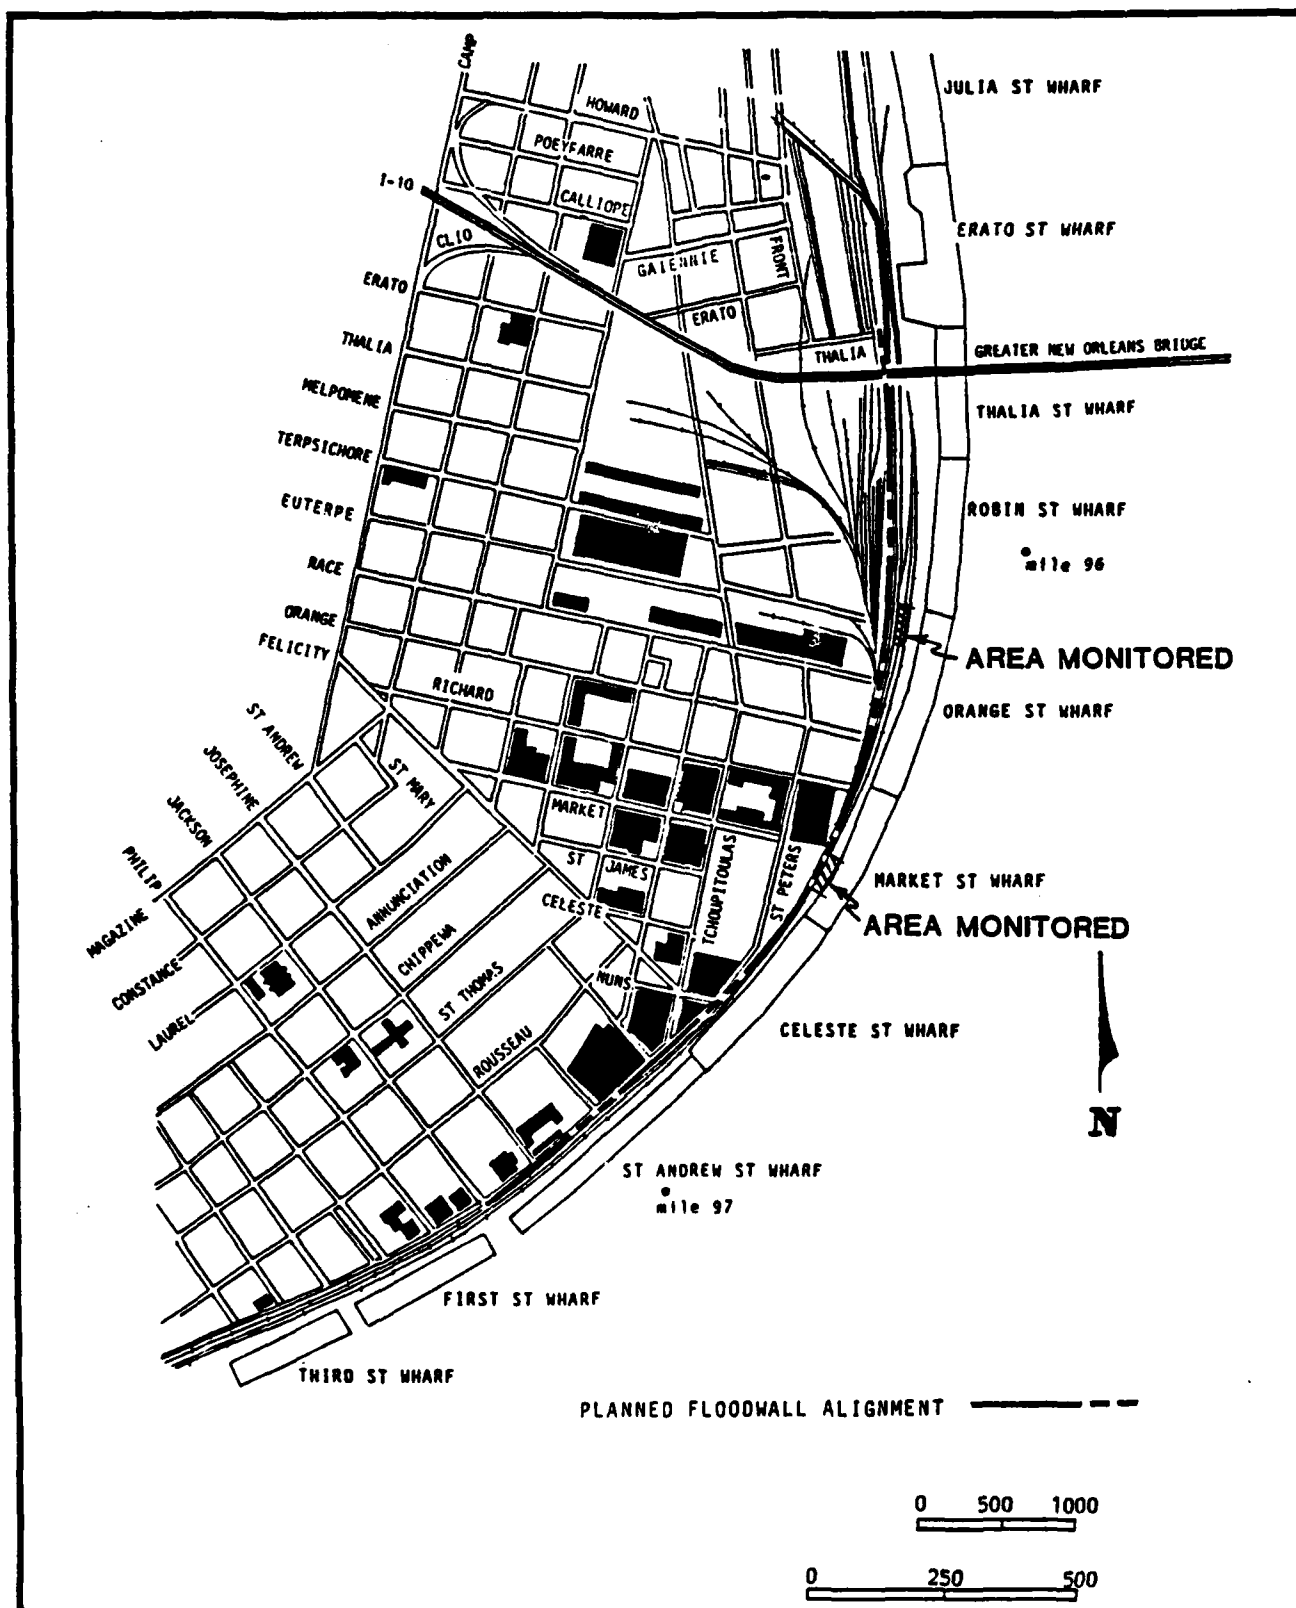 CAMP
HOWARD
JULIA ST WHARF
POEYFARRE
I-10
CALLIOPE
CLIO
ERATO ST WHARF
GAIENNIE
FRONT
ERATO
ERATO
THALIA
THALIA
GREATER NEW ORLEANS BRIDGE
MELPOMENE
THALIA ST WHARF
TERPSICHORE
EUTERPE
ROBIN ST WHARF
mile 96
RACE
ORANGE
FELICITY
AREA MONITORED
RICHARD
ORANGE ST WHARF
ST ANDREW
JOSEPHINE
JACKSON
PHILIP
ST MARY
MARKET
ST JAMES
TCHOUPITOULAS
ST PETERS
MARKET ST WHARF
AREA MONITORED
MAGAZINE
ANNUNCIATION
CELESTE
CONSTANCE
CHIPPEWA
LAUREL
ST THOMAS
NUNS
ROUSSEAU
CELESTE ST WHARF
N
ST ANDREW ST WHARF
mile 97
FIRST ST WHARF
THIRD ST WHARF
PLANNED FLOODWALL ALIGNMENT
0 500 1000
0 250 500